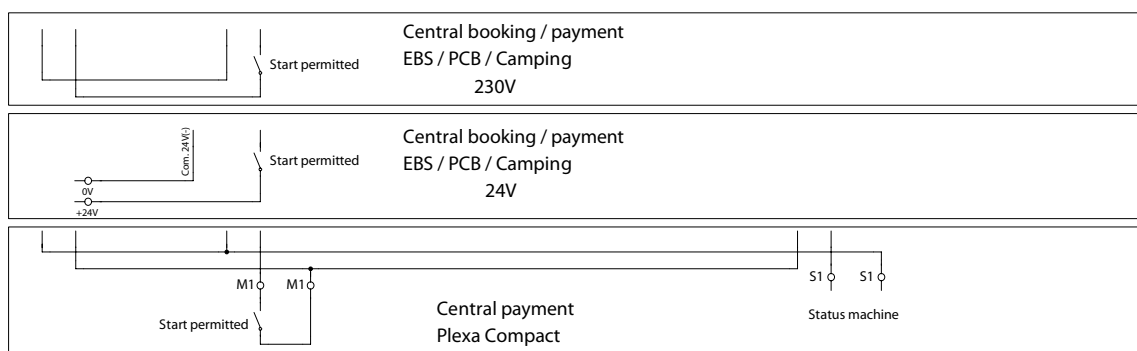 Central booking / payment
EBS / PCB / Camping
230V
Start permitted
Central booking / payment
EBS / PCB / Camping
24V
Com. 24V(-)
Start permitted
0V
+24V
M1 M1
S1 S1
Start permitted
Central payment
Plexa Compact
Status machine